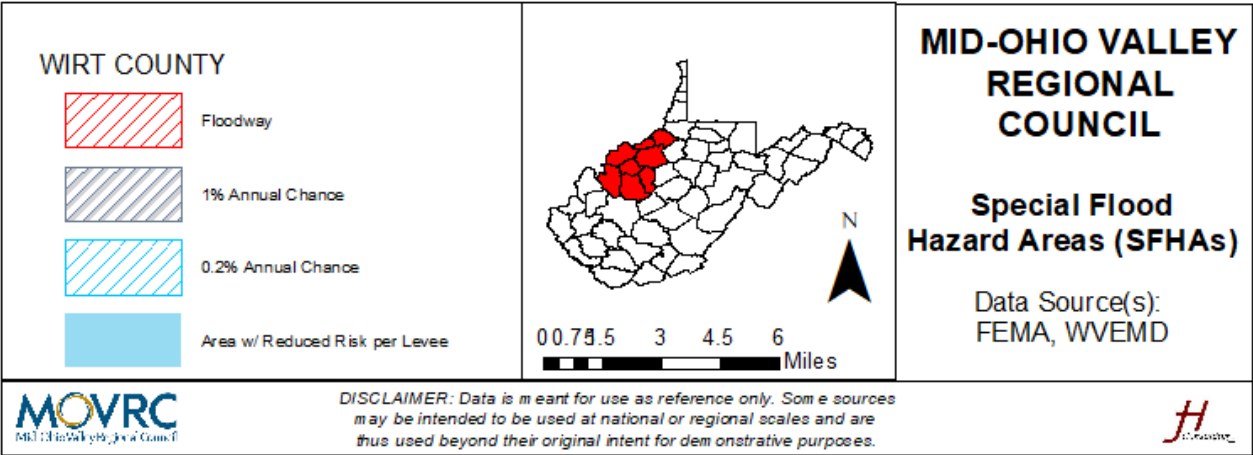 WIRT COUNTY
Floodway
1% Annual Chance
0.2% Annual Chance
Area w/ Reduced Risk per Levee
N
0 0.75 1.5 3 4.5 6
Miles
MID-OHIO VALLEY
REGIONAL
COUNCIL
Special Flood
Hazard Areas (SFHAs)
Data Source(s):
FEMA, WVEMD
MOVRC
Mid-Ohio Valley Regional Council
DISCLAIMER: Data is meant for use as reference only. Some sources
may be intended to be used at national or regional scales and are
thus used beyond their original intent for demonstrative purposes.
H